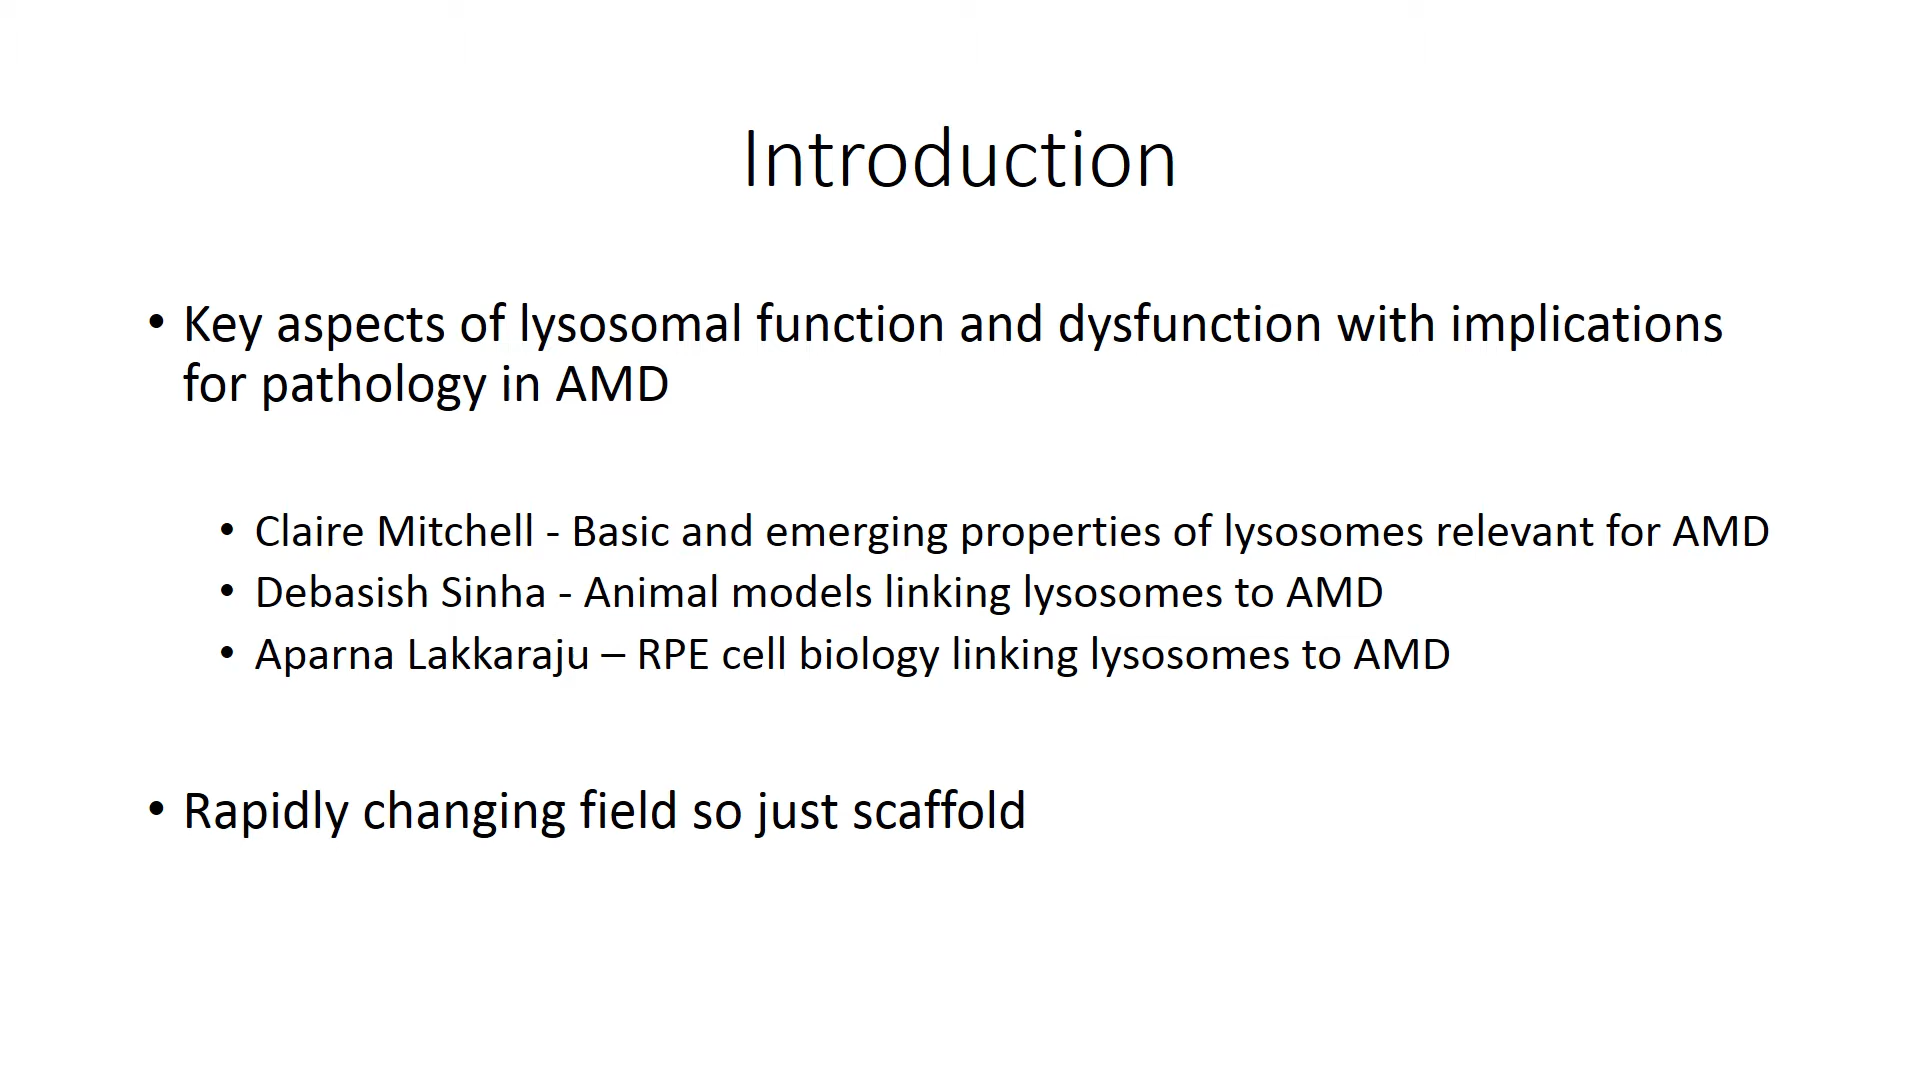 Introduction
• Key aspects of lysosomal function and dysfunction with implications
for pathology in AMD
• Claire Mitchell - Basic and emerging properties of lysosomes relevant for AMD
• Debasish Sinha - Animal models linking lysosomes to AMD
• Aparna Lakkaraju – RPE cell biology linking lysosomes to AMD
• Rapidly changing field so just scaffold